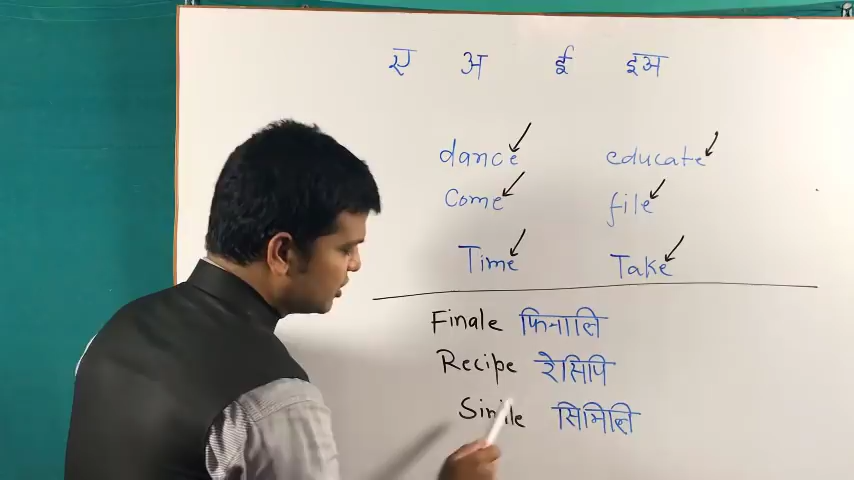 ए अ ई इअ
dance educate
Come file
Time Take
Finale फिनालि
Recipe रेसिपि
Simile सिमिलि